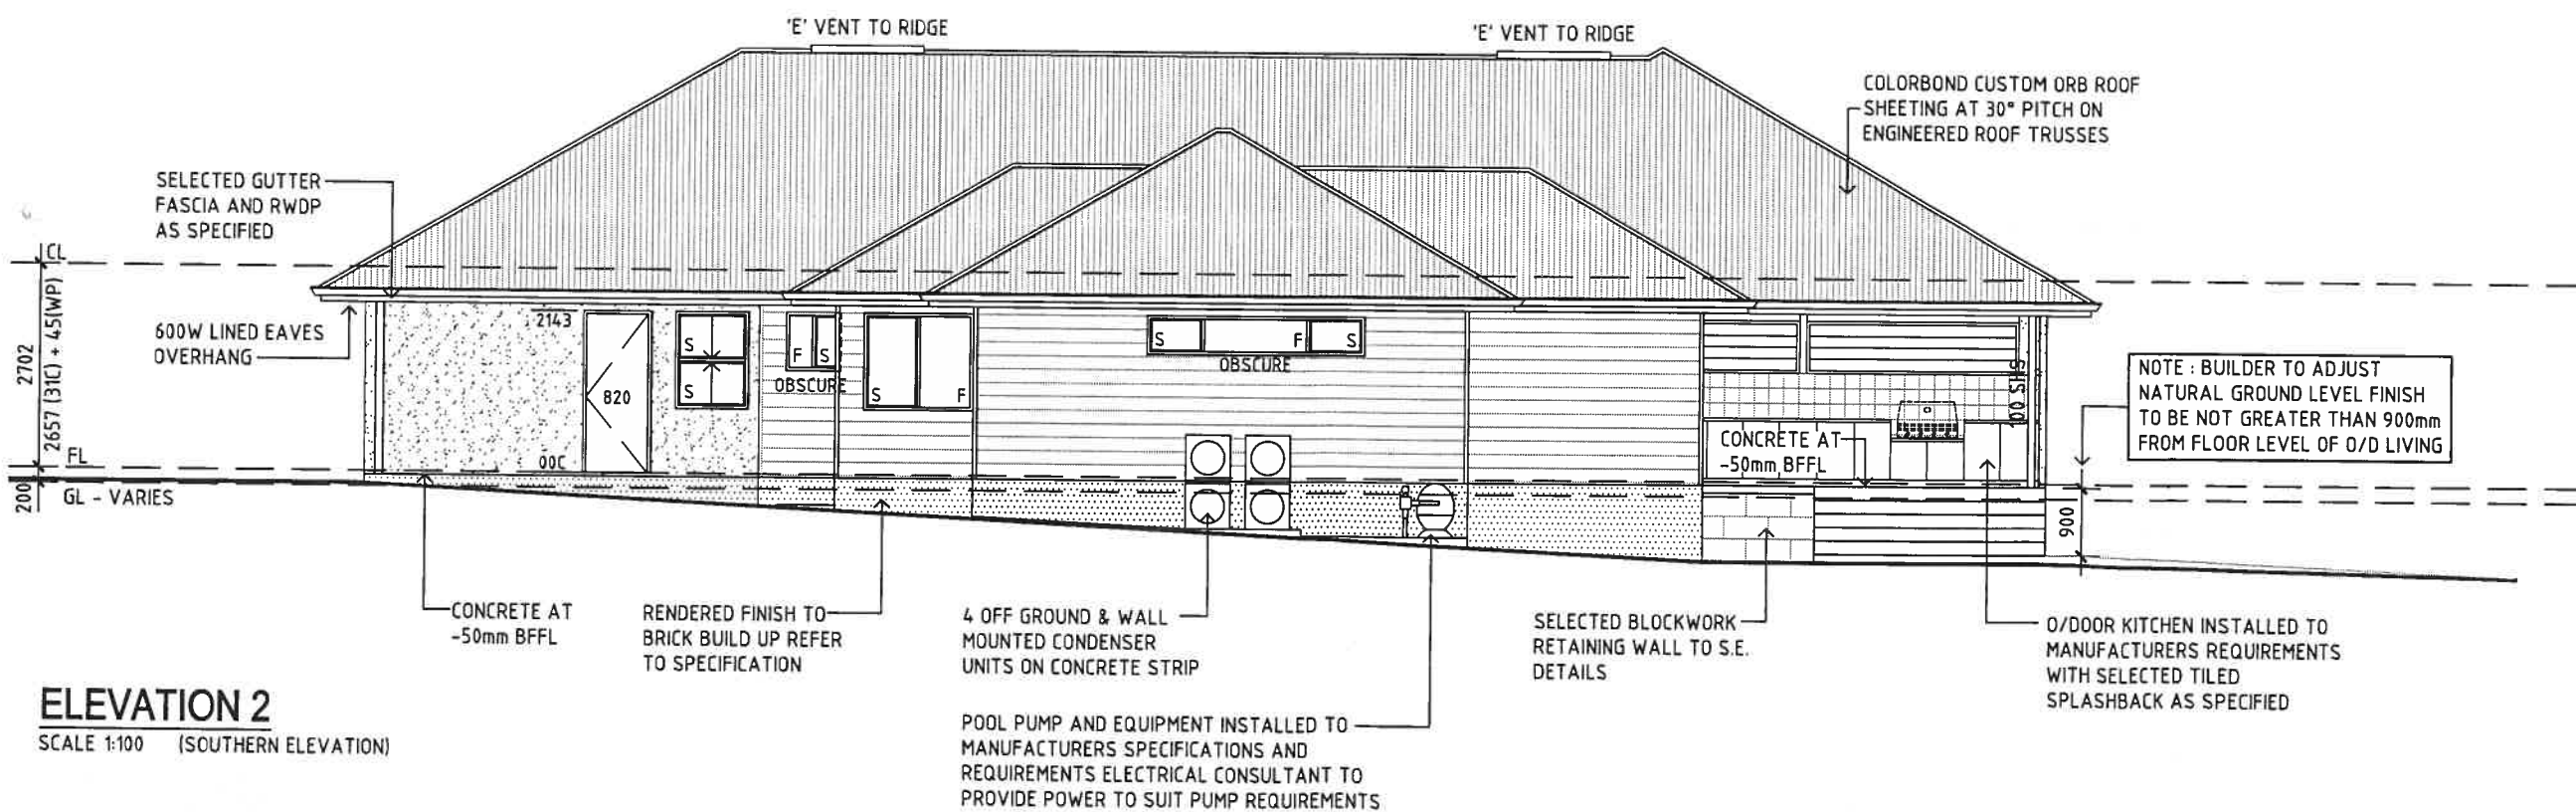 'E' VENT TO RIDGE
'E' VENT TO RIDGE
COLORBOND CUSTOM ORB ROOF
SHEETING AT 30° PITCH ON
ENGINEERED ROOF TRUSSES
SELECTED GUTTER
FASCIA AND RWDP
AS SPECIFIED
CL
600W LINED EAVES
OVERHANG
2702
2657 (31C) + 45(WP)
FL
200
GL - VARIES
2143
820
00C
S
S
F S
OBSCURE
S F
S F S
OBSCURE
100 SHS
CONCRETE AT
-50mm BFFL
NOTE : BUILDER TO ADJUST
NATURAL GROUND LEVEL FINISH
TO BE NOT GREATER THAN 900mm
FROM FLOOR LEVEL OF O/D LIVING
900
CONCRETE AT
-50mm BFFL
RENDERED FINISH TO
BRICK BUILD UP REFER
TO SPECIFICATION
4 OFF GROUND & WALL
MOUNTED CONDENSER
UNITS ON CONCRETE STRIP
POOL PUMP AND EQUIPMENT INSTALLED TO
MANUFACTURERS SPECIFICATIONS AND
REQUIREMENTS ELECTRICAL CONSULTANT TO
PROVIDE POWER TO SUIT PUMP REQUIREMENTS
SELECTED BLOCKWORK
RETAINING WALL TO S.E.
DETAILS
O/DOOR KITCHEN INSTALLED TO
MANUFACTURERS REQUIREMENTS
WITH SELECTED TILED
SPLASHBACK AS SPECIFIED
ELEVATION 2
SCALE 1:100 (SOUTHERN ELEVATION)